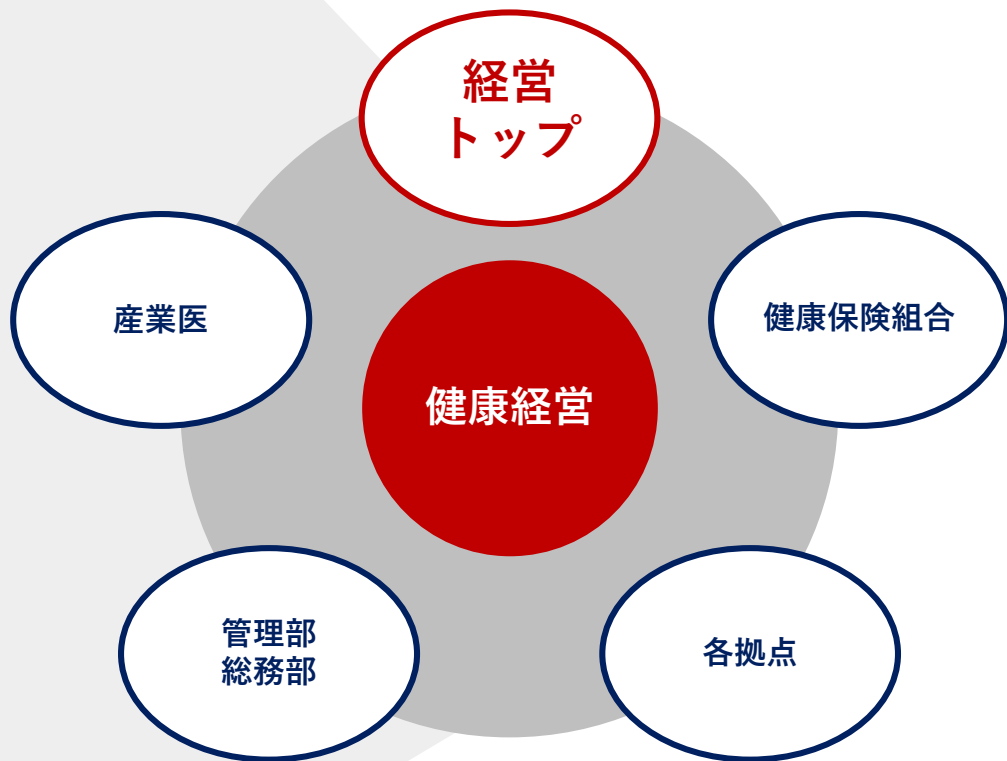 経営
トップ
産業医
健康保険組合
健康経営
管理部
総務部
各拠点